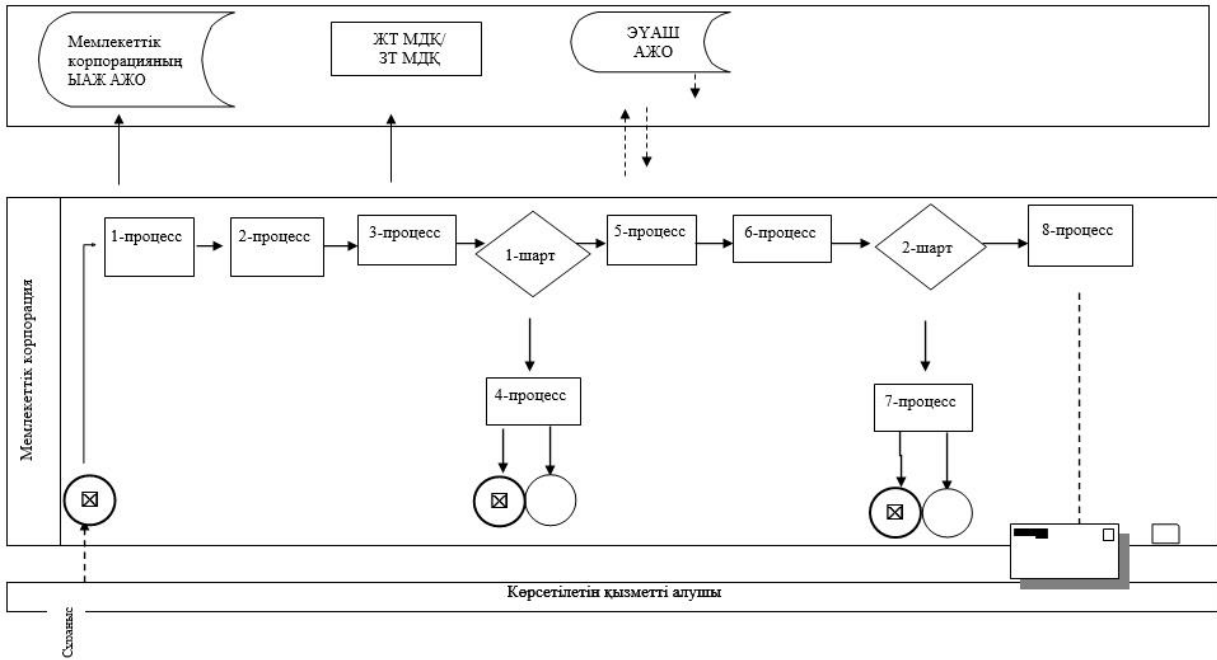 Мемлекеттік
корпорацияның
ЫАЖ АЖО
ЖТ МДҚ/
ЗТ МДҚ
ЭҮАШ
АЖО
Мемлекеттік корпорация
1-процесс
2-процесс
3-процесс
1-шарт
5-процесс
6-процесс
2-шарт
8-процесс
4-процесс
7-процесс
Көрсетілетін қызметті алушы
Сұраныс